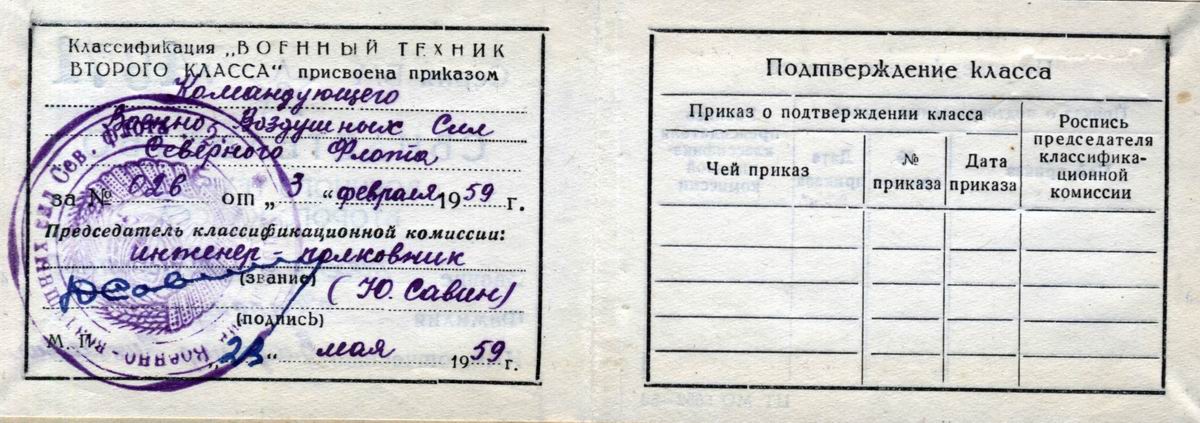 Классификация „ВОЕННЫЙ ТЕХНИК
ВТОРОГО КЛАССА“ присвоена приказом
Командующего
Военно Воздушных Сил
Северного Флота
за № 026 от „ 3 “ февраля 1959 г.
Председатель классификационной комиссии:
инженер-полковник
(звание) (Ю. Савин)
(подпись)
М. П. „23“ мая 1959 г.
Подтверждение класса
Приказ о подтверждении класса
Чей приказ
№ приказа
Дата приказа
Роспись
председателя
классифика-
ционной
комиссии